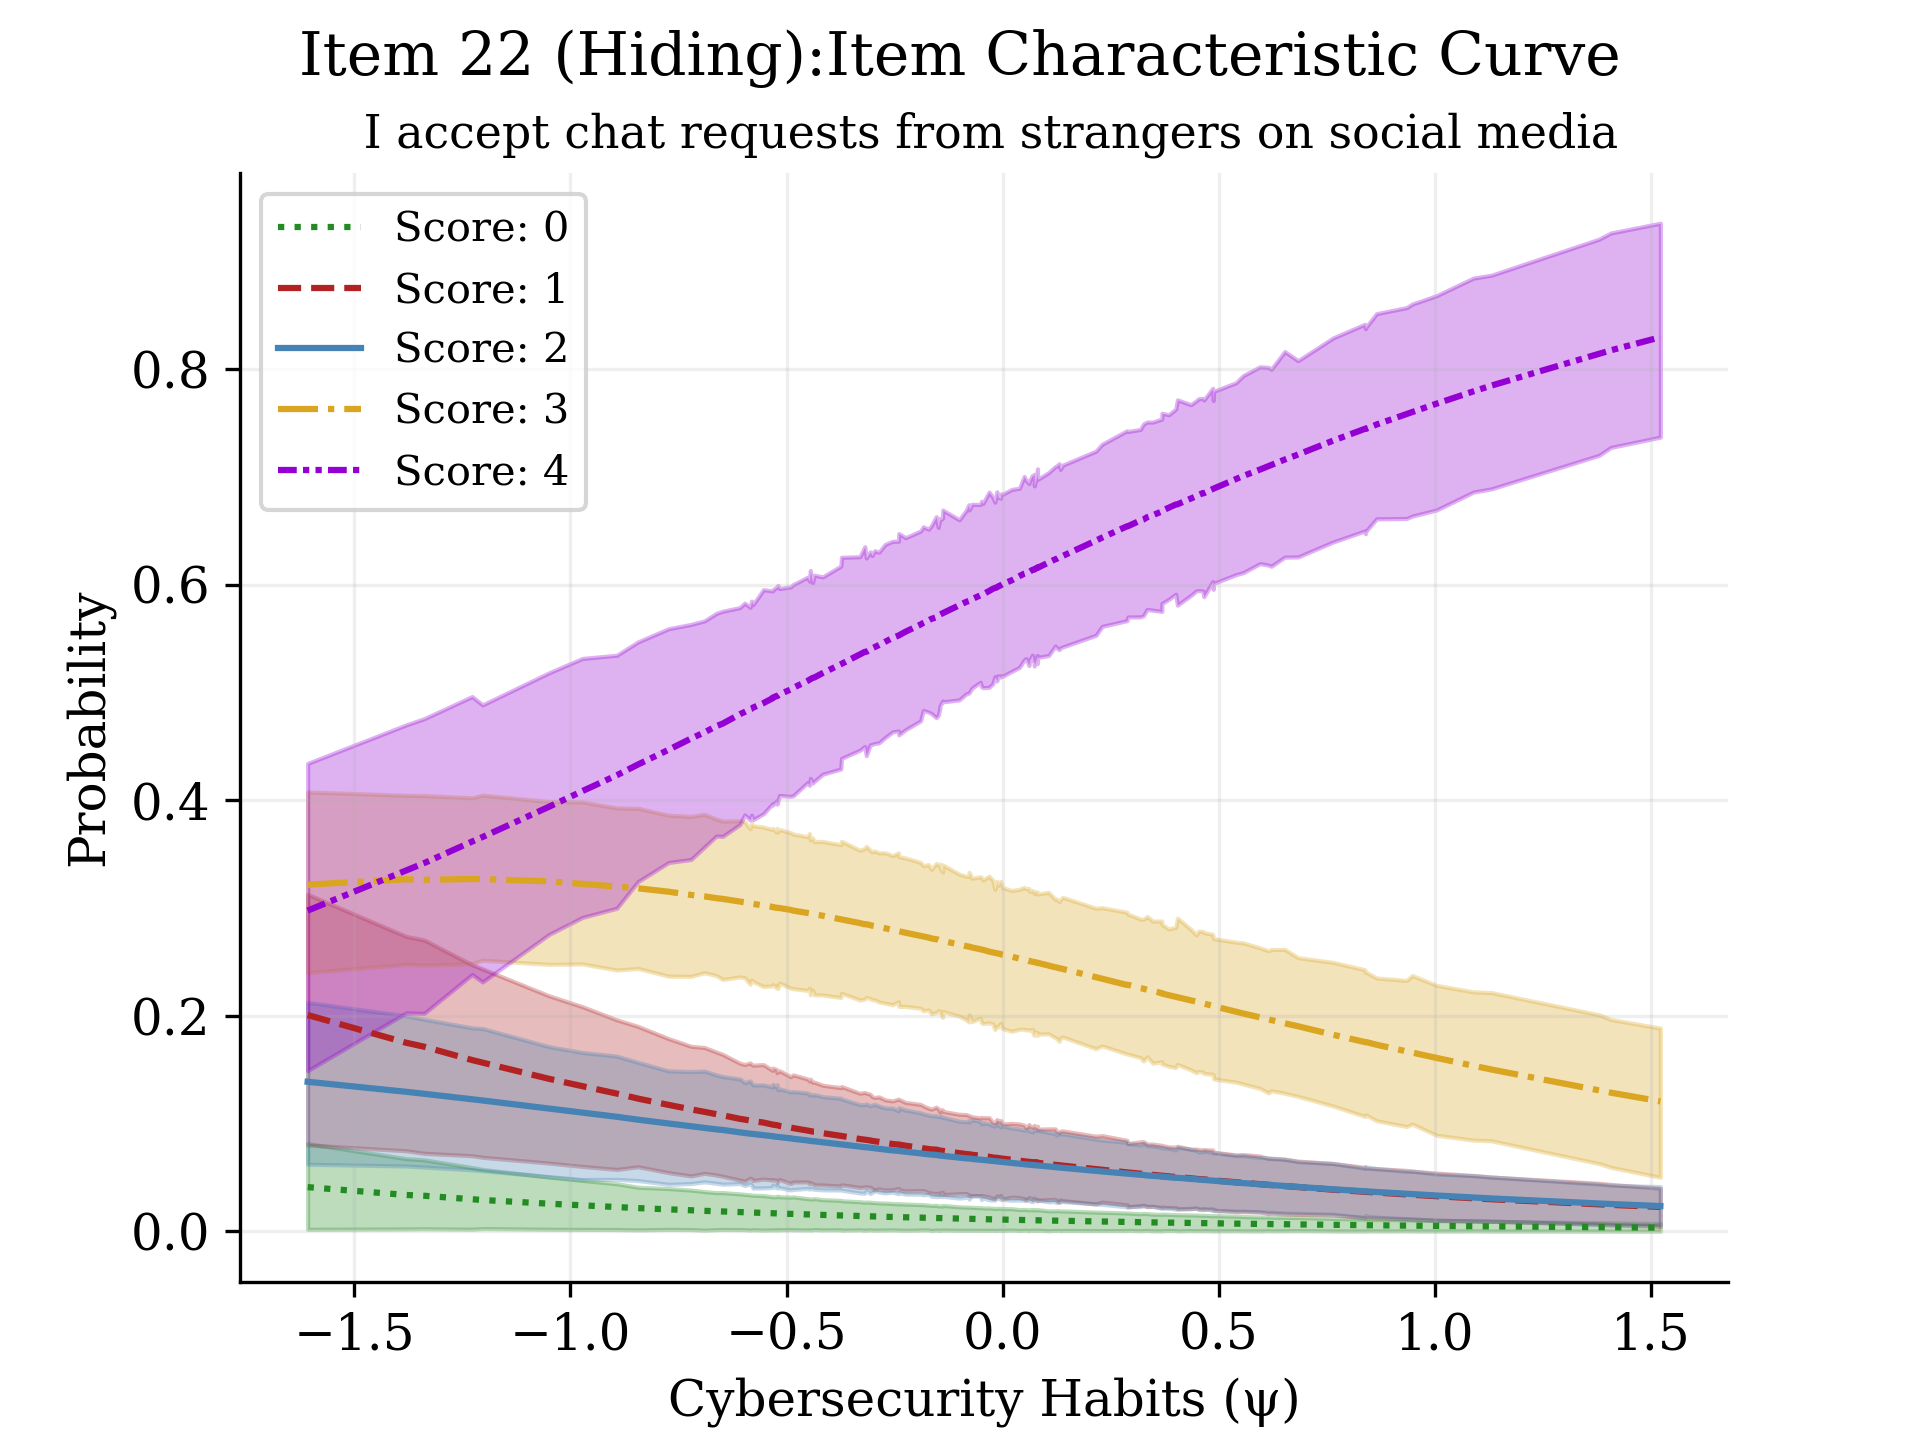 Item 22 (Hiding):Item Characteristic Curve
I accept chat requests from strangers on social media
Score: 0
Score: 1
Score: 2
Score: 3
Score: 4
Probability
0.8
0.6
0.4
0.2
0.0
−1.5 −1.0 −0.5 0.0 0.5 1.0 1.5
Cybersecurity Habits (ψ)